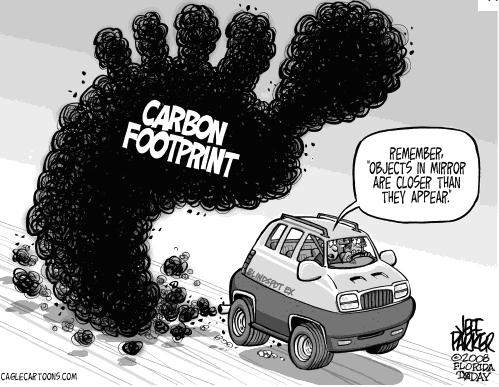 CARBON
FOOTPRINT
REMEMBER,
"OBJECTS IN MIRROR
ARE CLOSER THAN
THEY APPEAR."
BLINDSPOT EX
JEFF
PARKER
©2008
FLORIDA
TODAY
CAGLECARTOONS.COM